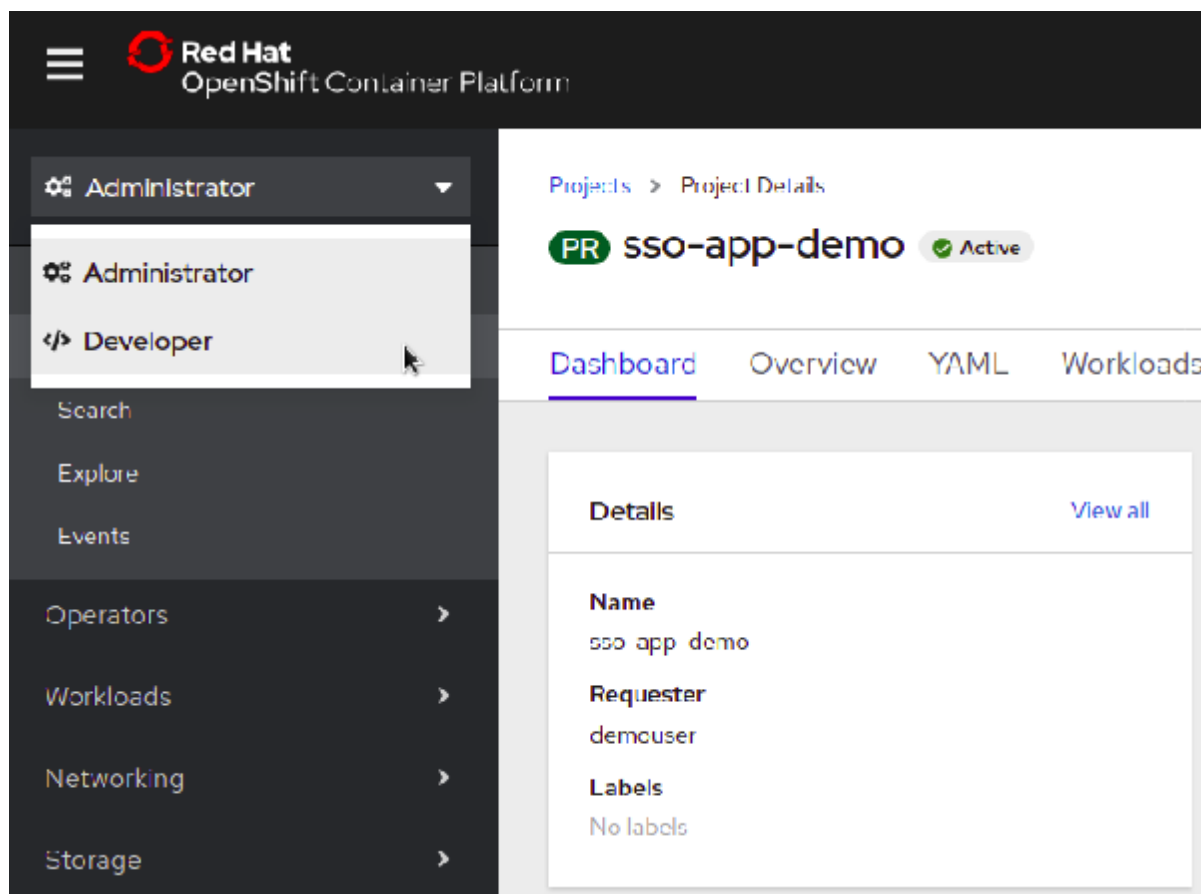 Red Hat
OpenShift Container Platform
Administrator
Administrator
Developer
Search
Explore
Events
Operators
Workloads
Networking
Storage
Projects > Project Details
PR sso-app-demo Active
Dashboard Overview YAML Workloads
Details View all
Name
sso-app-demo
Requester
demouser
Labels
No labels